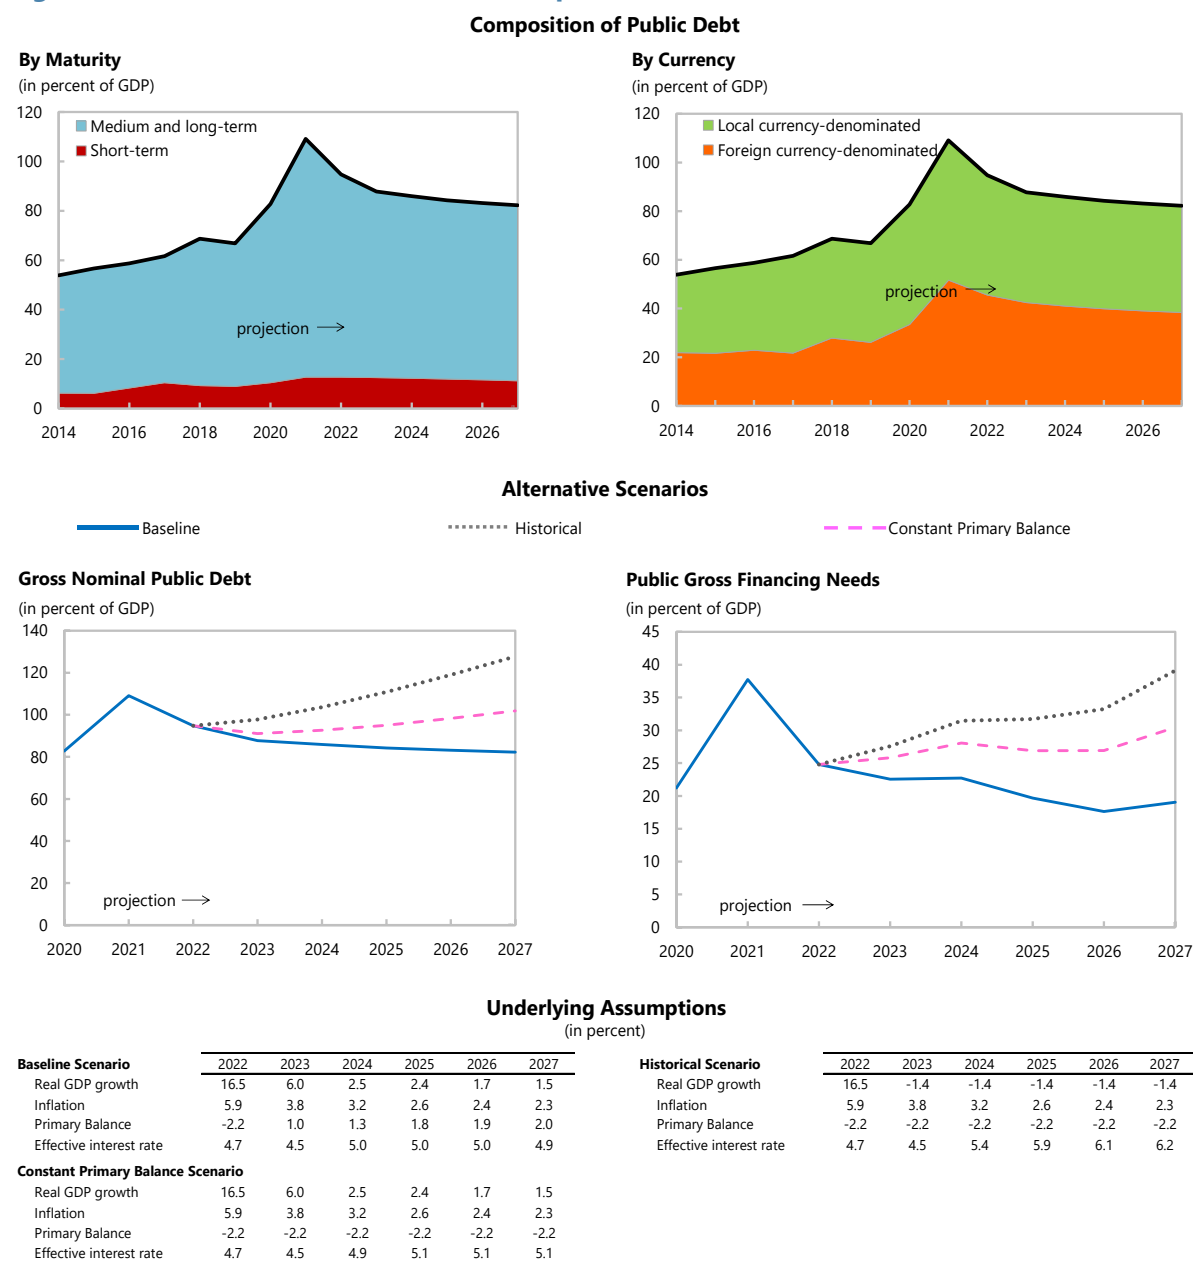 Composition of Public Debt
By Maturity
(in percent of GDP)
120
100
80
60
40
20
0
Medium and long-term
Short-term
projection
2014 2016 2018 2020 2022 2024 2026
By Currency
(in percent of GDP)
120
100
80
60
40
20
0
Local currency-denominated
Foreign currency-denominated
projection
2014 2016 2018 2020 2022 2024 2026
Alternative Scenarios
Baseline Historical Constant Primary Balance
Gross Nominal Public Debt
(in percent of GDP)
140
120
100
80
60
40
20
0
projection
2020 2021 2022 2023 2024 2025 2026 2027
Public Gross Financing Needs
(in percent of GDP)
45
40
35
30
25
20
15
10
5
0
projection
2020 2021 2022 2023 2024 2025 2026 2027
Underlying Assumptions
(in percent)
Baseline Scenario 2022 2023 2024 2025 2026 2027
Real GDP growth 16.5 6.0 2.5 2.4 1.7 1.5
Inflation 5.9 3.8 3.2 2.6 2.4 2.3
Primary Balance -2.2 1.0 1.3 1.8 1.9 2.0
Effective interest rate 4.7 4.5 5.0 5.0 5.0 4.9
Constant Primary Balance Scenario
Real GDP growth 16.5 6.0 2.5 2.4 1.7 1.5
Inflation 5.9 3.8 3.2 2.6 2.4 2.3
Primary Balance -2.2 -2.2 -2.2 -2.2 -2.2 -2.2
Effective interest rate 4.7 4.5 4.9 5.1 5.1 5.1
Historical Scenario 2022 2023 2024 2025 2026 2027
Real GDP growth 16.5 -1.4 -1.4 -1.4 -1.4 -1.4
Inflation 5.9 3.8 3.2 2.6 2.4 2.3
Primary Balance -2.2 -2.2 -2.2 -2.2 -2.2 -2.2
Effective interest rate 4.7 4.5 5.4 5.9 6.1 6.2